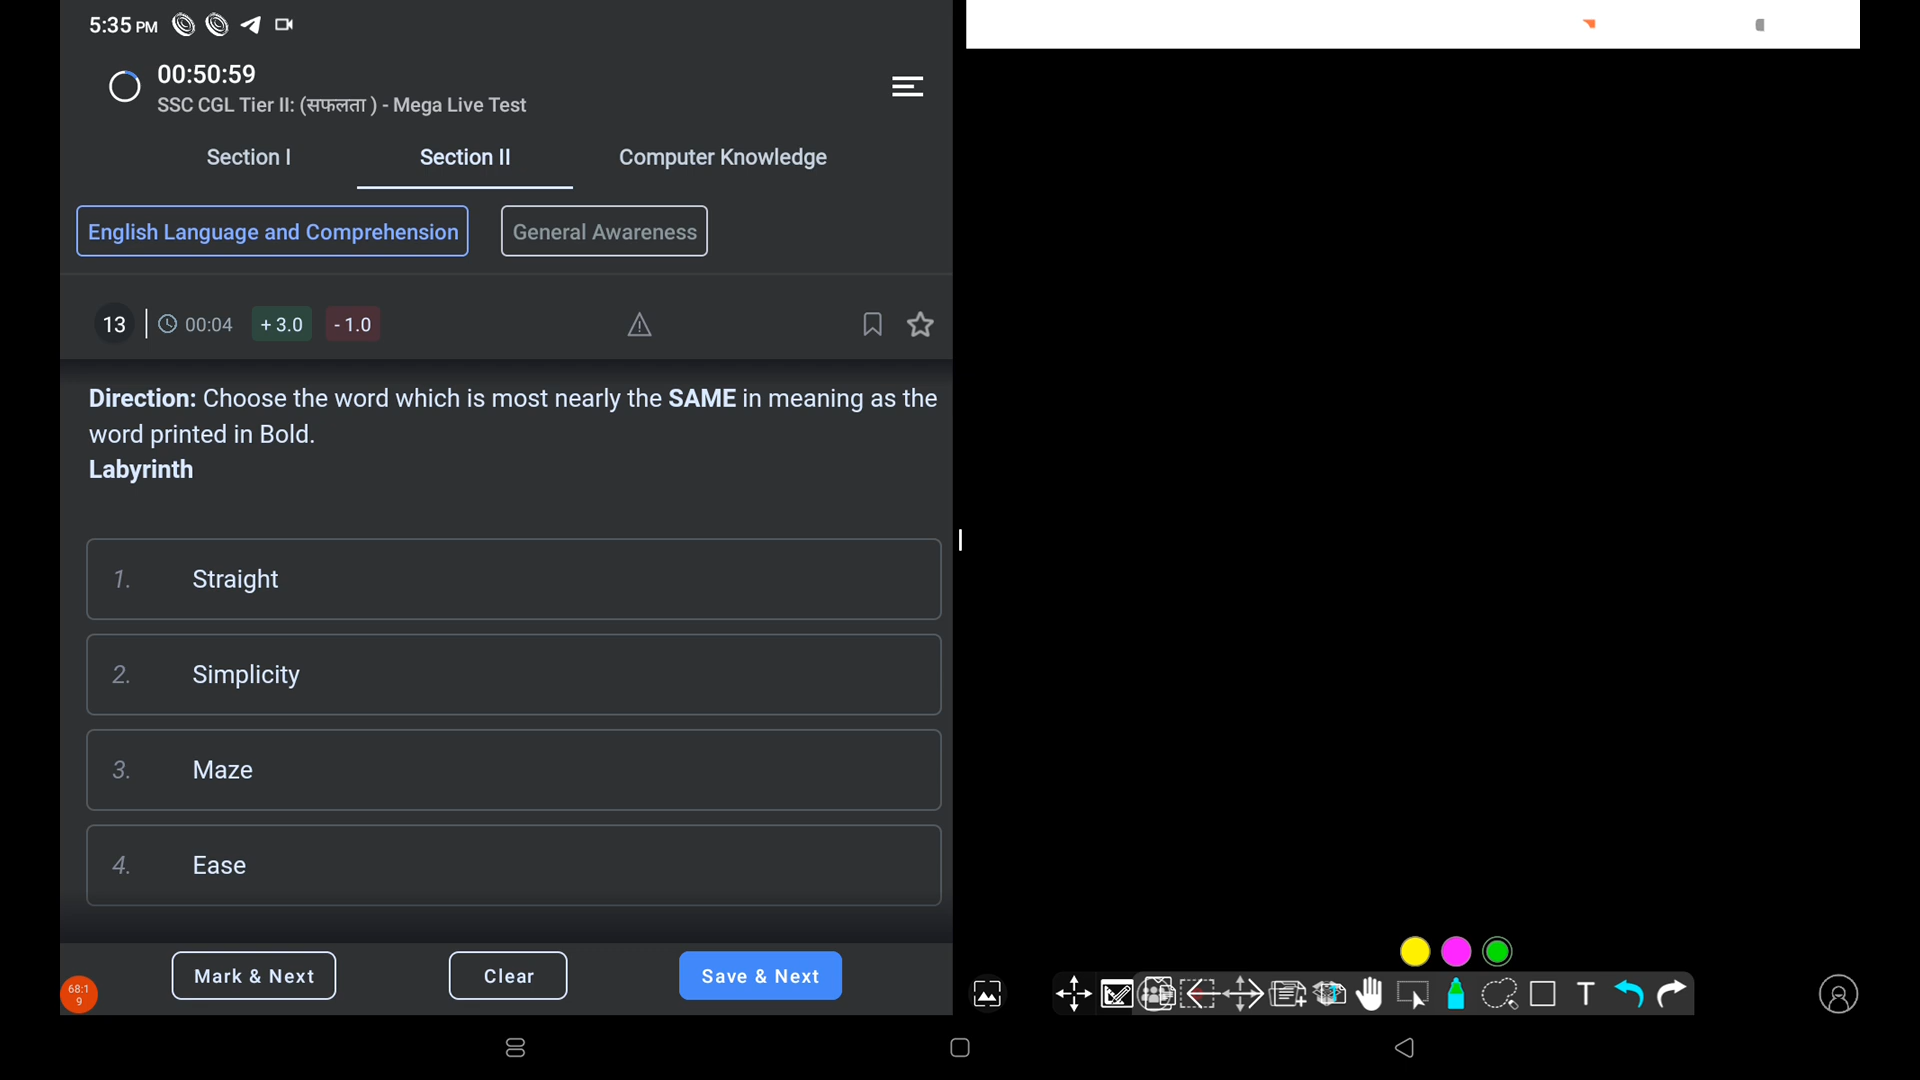 5:35 PM
00:50:59
SSC CGL Tier II: (सफलता ) - Mega Live Test
Section I
Section II
Computer Knowledge
English Language and Comprehension
General Awareness
13
00:04
+ 3.0
- 1.0
Direction: Choose the word which is most nearly the SAME in meaning as the
word printed in Bold.
Labyrinth
1. Straight
2. Simplicity
3. Maze
4. Ease
Mark & Next
Clear
Save & Next
68:1
9
T